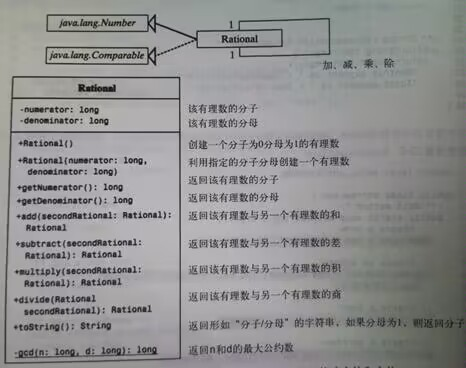 java.lang.Number
1
Rational
java.lang.Comparable
1
加、减、乘、除
Rational
-numerator: long 该有理数的分子
-denominator: long 该有理数的分母
+Rational() 创建一个分子为0分母为1的有理数
+Rational(numerator: long, 利用指定的分子分母创建一个有理数
denominator: long)
+getNumerator(): long 返回该有理数的分子
+getDenominator(): long 返回该有理数的分母
+add(secondRational: Rational): 返回该有理数与另一个有理数的和
Rational
+subtract(secondRational: 返回该有理数与另一个有理数的差
Rational): Rational
+multiply(secondRational: 返回该有理数与另一个有理数的积
Rational): Rational
+divide(Rational 返回该有理数与另一个有理数的商
secondRational): Rational
+toString(): String 返回形如“分子/分母”的字符串，如果分母为1，则返回分子
-gcd(n: long, d: long): long 返回n和d的最大公约数